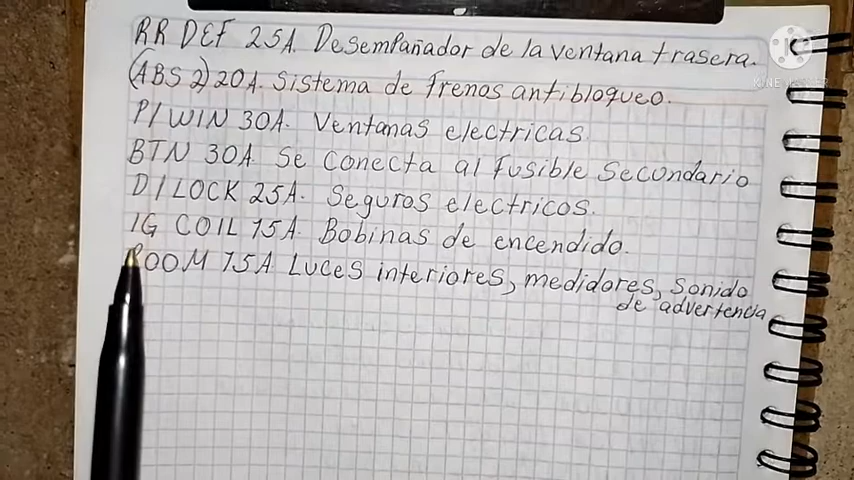 RR DEF 25A. Desempañador de la ventana trasera.
(ABS 2) 20A. Sistema de frenos antibloqueo.
P/WIN 30A. Ventanas electricas.
BTN 30A. Se conecta al fusible secundario
D/LOCK 25A. Seguros electricos.
IG COIL 15A. Bobinas de encendido.
ROOM 15A Luces interiores, medidores, sonido
de advertencia
KINEMASTER